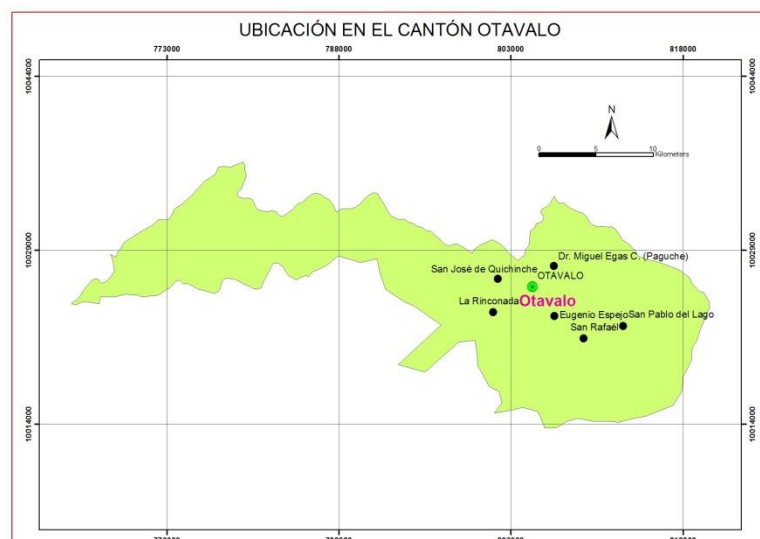 UBICACIÓN EN EL CANTÓN OTAVALO
773000 788000 803000 818000
10044000 10044000
N
0 5 10
Kilometers
10029000 10029000
Dr. Miguel Egas C. (Paguche)
San José de Quichinche
OTAVALO
La Rinconada
Otavalo
Eugenio Espejo
San Pablo del Lago
San Rafaél
10014000 10014000